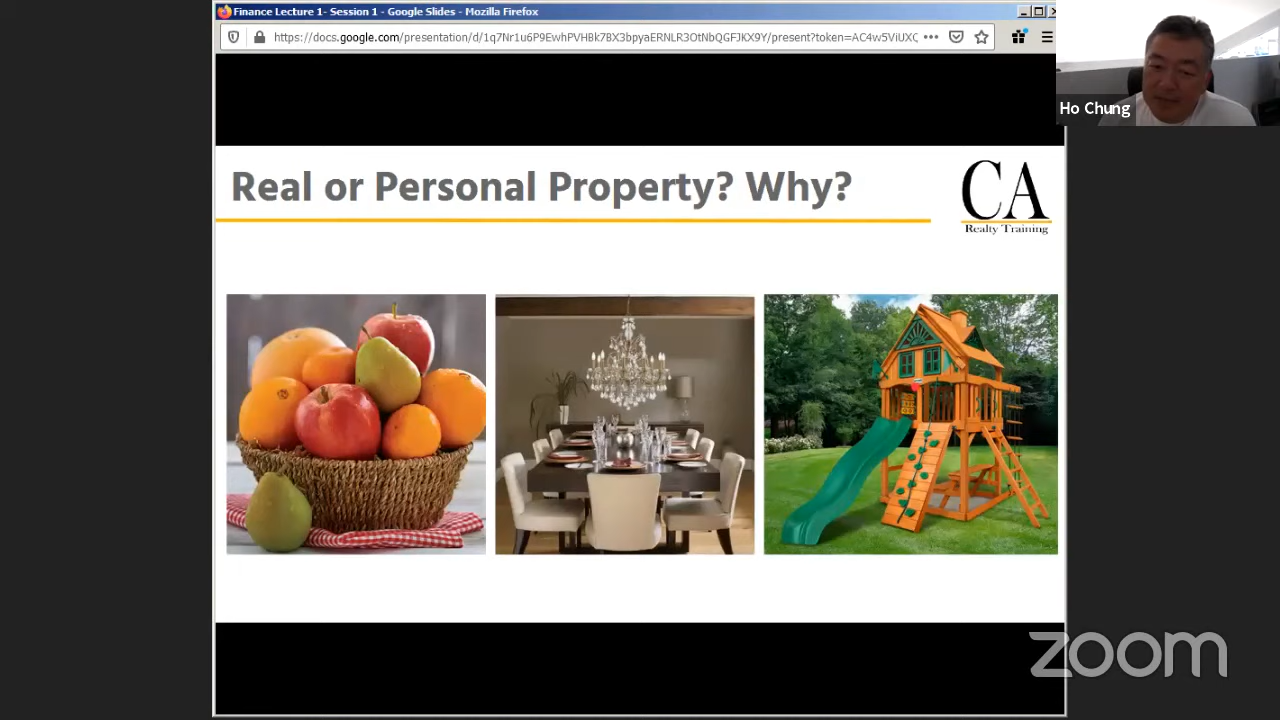 Finance Lecture 1- Session 1 - Google Slides - Mozilla Firefox
https://docs.google.com/presentation/d/1q7Nr1u6P9EwhPVHBk7BX3bpyaERNLR3OtNbQGFJKX9Y/present?token=AC4w5ViUXC
Ho Chung
Real or Personal Property? Why?
CA
Realty Training
zoom